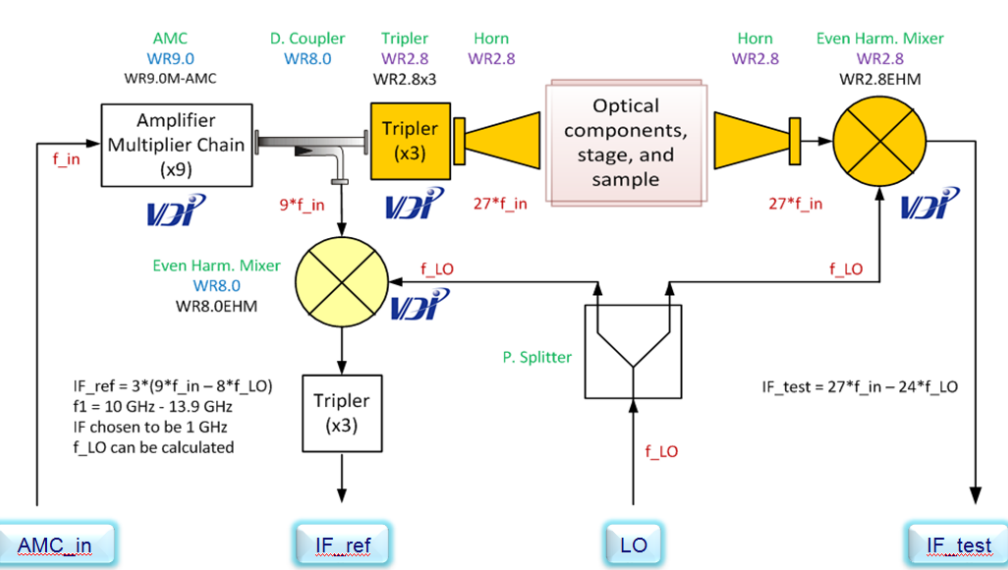 AMC
WR9.0
WR9.0M-AMC
D. Coupler
WR8.0
Tripler
WR2.8
WR2.8x3
Horn
WR2.8
Horn
WR2.8
Even Harm. Mixer
WR2.8
WR2.8EHM
Amplifier
Multiplier Chain
(x9)
Tripler
(x3)
Optical
components,
stage, and
sample
f_in
VDI
9*f_in
VDI
27*f_in
27*f_in
VDI
Even Harm. Mixer
WR8.0
WR8.0EHM
f_LO
VDI
f_LO
P. Splitter
IF_ref = 3*(9*f_in – 8*f_LO)
f1 = 10 GHz - 13.9 GHz
IF chosen to be 1 GHz
f_LO can be calculated
Tripler
(x3)
IF_test = 27*f_in – 24*f_LO
f_LO
AMC_in
IF_ref
LO
IF_test